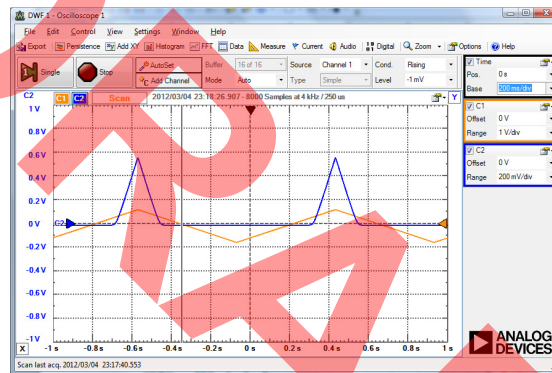 DWF 1 - Oscilloscope 1
File Edit Control View Settings Window Help
Export Persistence Add XY Histogram FFT Data Measure Current Audio Digital Zoom Options Help
Single Stop AutoSet Buffer 16 of 16 Source Channel 1 Cond. Rising
Add Channel Mode Auto Type Simple Level -1 mV
C2 C1 C2 Scan 2012/03/04 23:18:26.907 - 8000 Samples at 4 kHz / 250 us Y
1 V
0.8 V
0.6 V
0.4 V
0.2 V
0 V
-0.2 V
-0.4 V
-0.6 V
-0.8 V
-1 V
C2
X -1 s -0.8 s -0.6 s -0.4 s -0.2 s 0 s 0.2 s 0.4 s 0.6 s 0.8 s 1 s
Time
Pos. 0 s
Base 200 ms/div
C1
Offset 0 V
Range 1 V/div
C2
Offset 0 V
Range 200 mV/div
ANALOG
DEVICES
Scan last acq. 2012/03/04 23:17:40.553